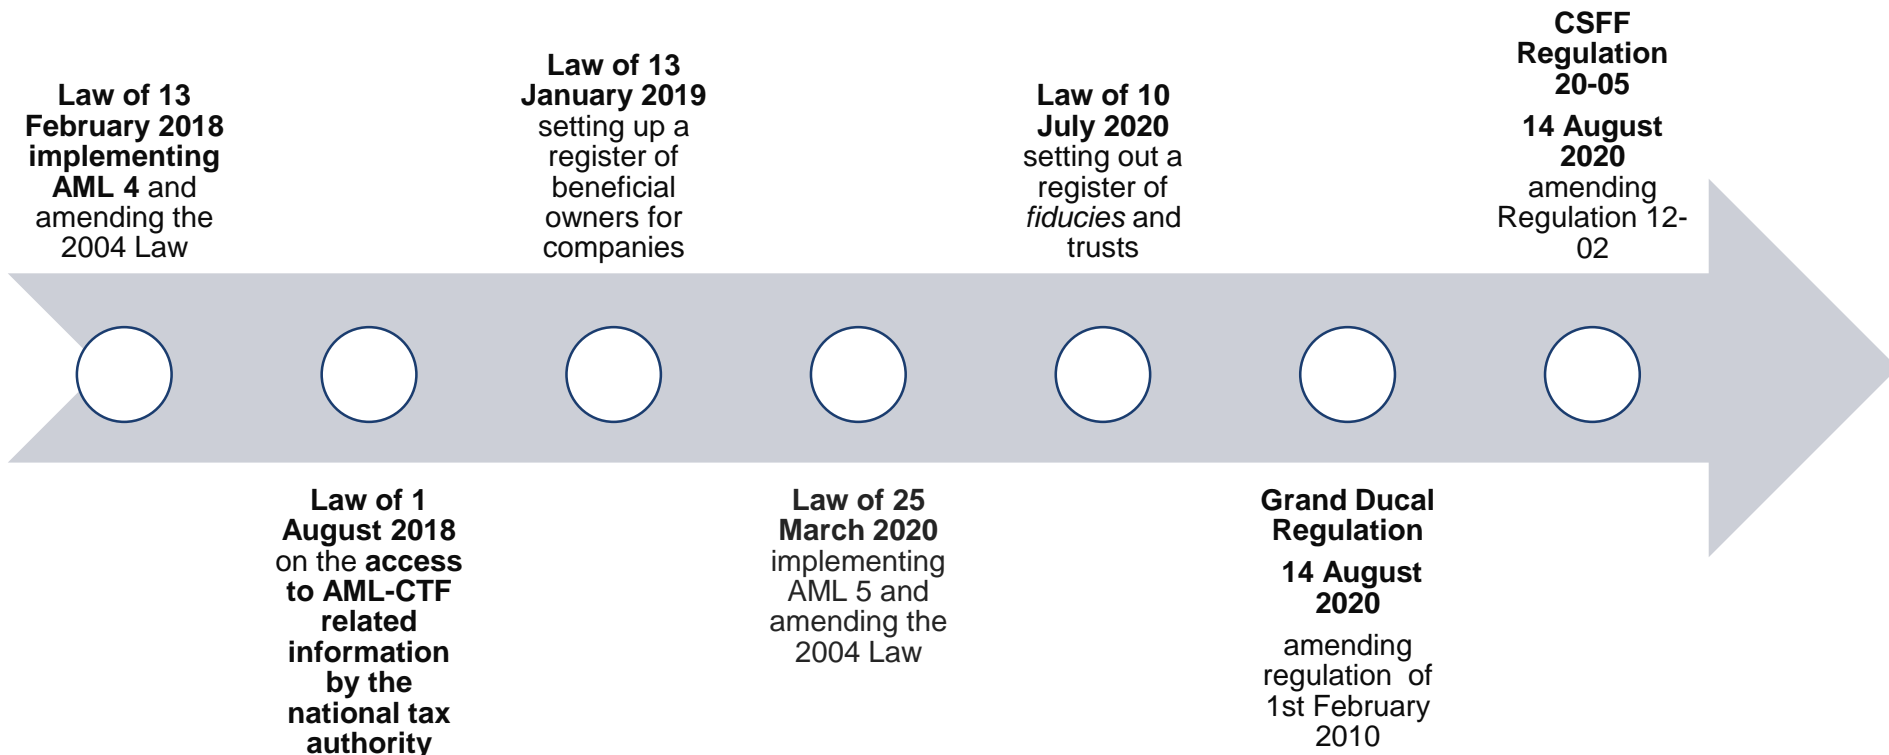 Law of 13
February 2018
implementing
AML 4 and
amending the
2004 Law
Law of 1
August 2018
on the access
to AML-CTF
related
information
by the
national tax
authority
Law of 13
January 2019
setting up a
register of
beneficial
owners for
companies
Law of 25
March 2020
implementing
AML 5 and
amending the
2004 Law
Law of 10
July 2020
setting out a
register of
fiducies and
trusts
Grand Ducal
Regulation
14 August
2020
amending
regulation of
1st February
2010
CSFF
Regulation
20-05
14 August
2020
amending
Regulation 12-
02